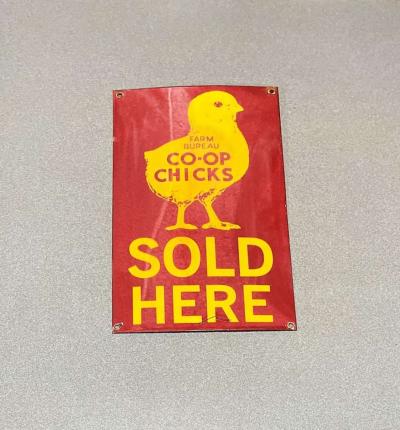 FARM
BUREAU
CO-OP
CHICKS
SOLD
HERE